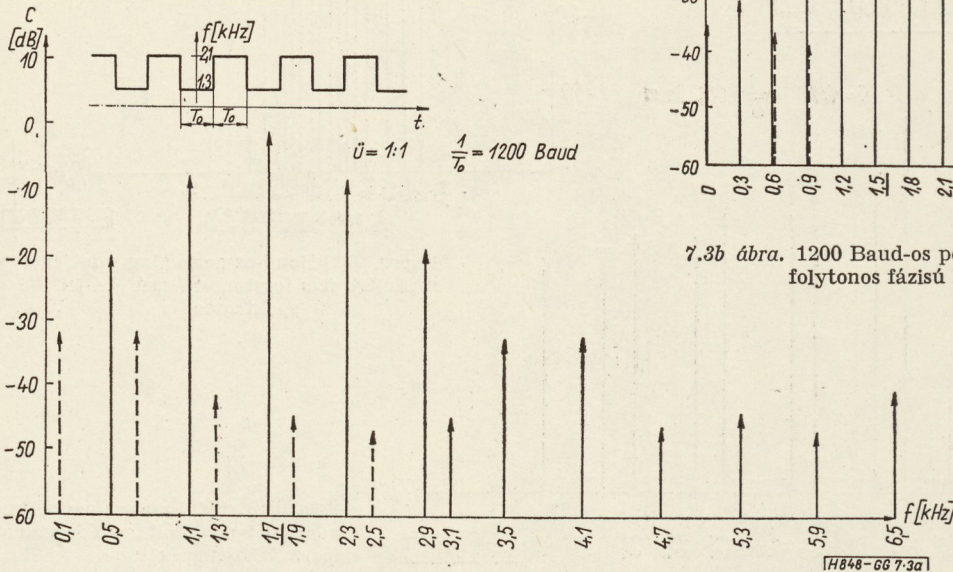 C
[dB]
10
0
-10
-20
-30
-40
-50
-60
f[kHz]
2,1
1,3
T₀ T₀
t.
ü = 1:1
1/T₀ = 1200 Baud
0,1 0,5 1,1 1,3 1,7 1,9 2,3 2,5 2,9 3,1 3,5 4,1 4,7 5,3 5,9 6,5 f[kHz]
H848-GG 7·3a
-40
-50
-60
0 0,3 0,6 0,9 1,2 1,5 1,8 2,1
7.3b ábra. 1200 Baud-os
folytonos fázisú